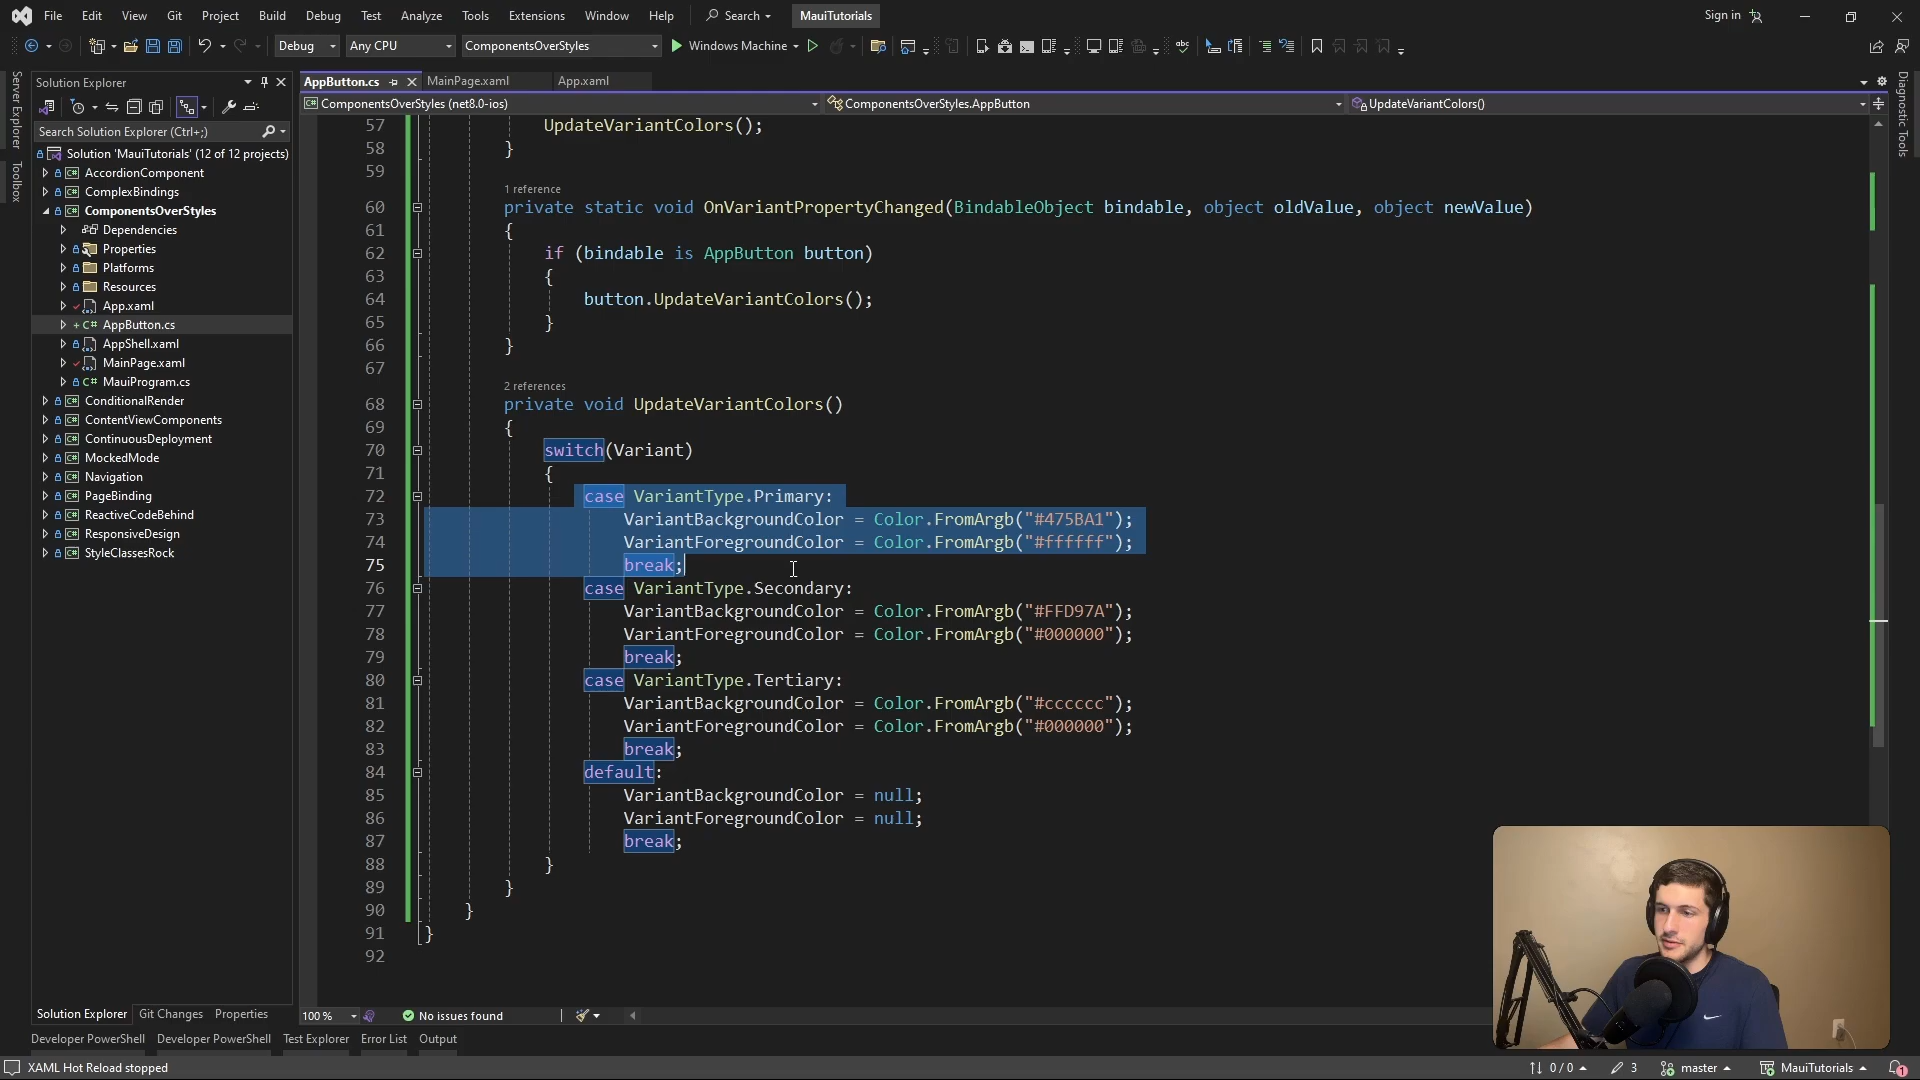 File Edit View Git Project Build Debug Test Analyze Tools Extensions Window Help Search MauiTutorials Sign in
Debug Any CPU ComponentsOverStyles Windows Machine
Server Explorer
Toolbox
Solution Explorer
Search Solution Explorer (Ctrl+;)
Solution 'MauiTutorials' (12 of 12 projects)
AccordionComponent
ComplexBindings
ComponentsOverStyles
Dependencies
Properties
Platforms
Resources
App.xaml
C# AppButton.cs
AppShell.xaml
MainPage.xaml
C# MauiProgram.cs
ConditionalRender
ContentViewComponents
ContinuousDeployment
MockedMode
Navigation
PageBinding
ReactiveCodeBehind
ResponsiveDesign
StyleClassesRock
Solution Explorer Git Changes Properties
AppButton.cs MainPage.xaml App.xaml
ComponentsOverStyles (net8.0-ios) ComponentsOverStyles.AppButton UpdateVariantColors()
57 UpdateVariantColors();
58 }
59
1 reference
60 private static void OnVariantPropertyChanged(BindableObject bindable, object oldValue, object newValue)
61 {
62 if (bindable is AppButton button)
63 {
64 button.UpdateVariantColors();
65 }
66 }
67
2 references
68 private void UpdateVariantColors()
69 {
70 switch(Variant)
71 {
72 case VariantType.Primary:
73 VariantBackgroundColor = Color.FromArgb("#475BA1");
74 VariantForegroundColor = Color.FromArgb("#ffffff");
75 break;
76 case VariantType.Secondary:
77 VariantBackgroundColor = Color.FromArgb("#FFD97A");
78 VariantForegroundColor = Color.FromArgb("#000000");
79 break;
80 case VariantType.Tertiary:
81 VariantBackgroundColor = Color.FromArgb("#cccccc");
82 VariantForegroundColor = Color.FromArgb("#000000");
83 break;
84 default:
85 VariantBackgroundColor = null;
86 VariantForegroundColor = null;
87 break;
88 }
89 }
90 }
91 }
92
100 % No issues found
Diagnostic Tools
Developer PowerShell Developer PowerShell Test Explorer Error List Output
XAML Hot Reload stopped 0 / 0 3 master MauiTutorials 1